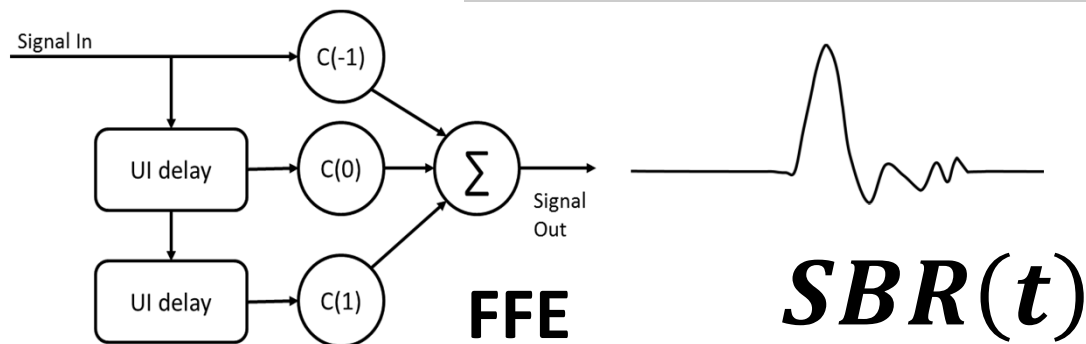 Signal In
C(-1)
UI delay
C(0)
∑
Signal
Out
UI delay
C(1)
FFE
SBR(t)